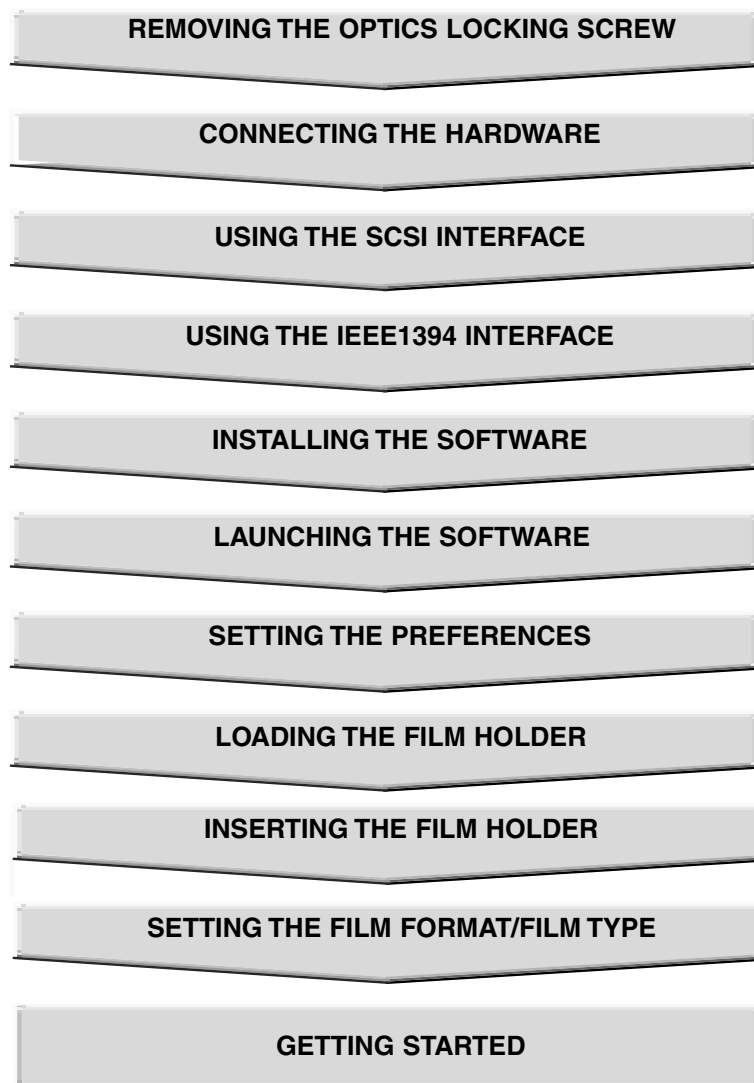 REMOVING THE OPTICS LOCKING SCREW
CONNECTING THE HARDWARE
USING THE SCSI INTERFACE
USING THE IEEE1394 INTERFACE
INSTALLING THE SOFTWARE
LAUNCHING THE SOFTWARE
SETTING THE PREFERENCES
LOADING THE FILM HOLDER
INSERTING THE FILM HOLDER
SETTING THE FILM FORMAT/FILM TYPE
GETTING STARTED